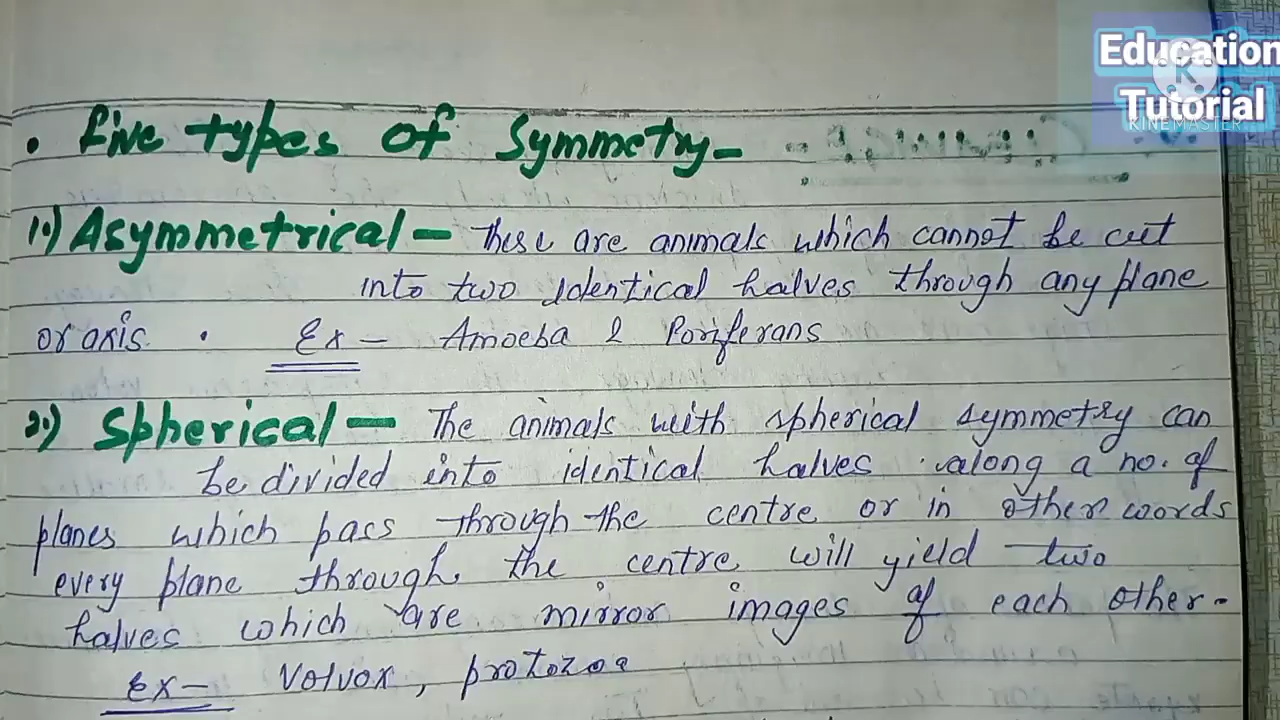 Education
Tutorial
KINEMASTER
• Five types of Symmetry-
1.) Asymmetrical - These are animals which cannot be cut
into two identical halves through any plane
or axis. Ex- Amoeba & Poriferans
2.) Spherical - The animals with spherical symmetry can
be divided into identical halves along a no. of
planes which pass through the centre or in other words
every plane through the centre will yield two
halves which are mirror images of each other.
Ex- Volvox, protozoa